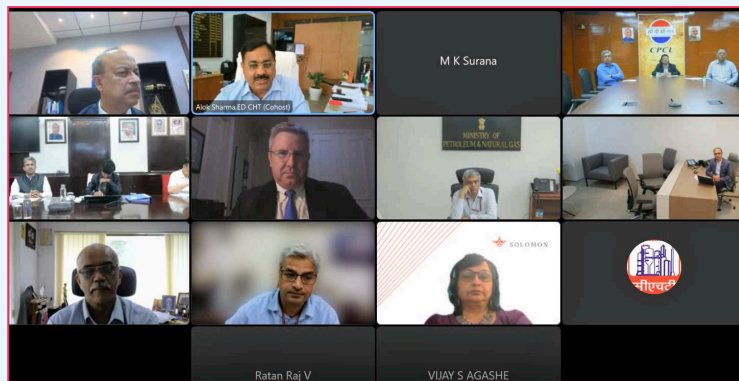 Alok Sharma,ED CHT (Cohost)
M K Surana
CPCL
MINISTRY OF
PETROLEUM & NATURAL GAS
SOLOMON
सीएचटी
Ratan Raj V
VIJAY S AGASHE